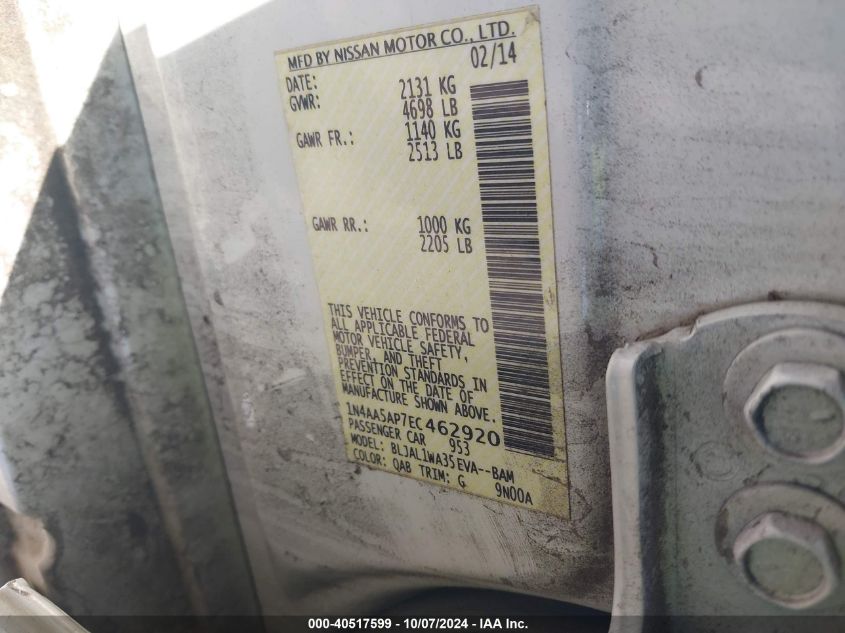 MFD BY NISSAN MOTOR CO., LTD.
DATE: 02/14
GVWR: 2131 KG
4698 LB
GAWR FR.: 1140 KG
2513 LB
GAWR RR.: 1000 KG
2205 LB
THIS VEHICLE CONFORMS TO
ALL APPLICABLE FEDERAL
MOTOR VEHICLE SAFETY,
BUMPER, AND THEFT
PREVENTION STANDARDS IN
EFFECT ON THE DATE OF
MANUFACTURE SHOWN ABOVE.
1N4AA5AP7EC462920
PASSENGER CAR 953
MODEL: BLJAL1WA35EVA--BAM
COLOR: QAB TRIM: G 9N00A
000-40517599 - 10/07/2024 - IAA Inc.